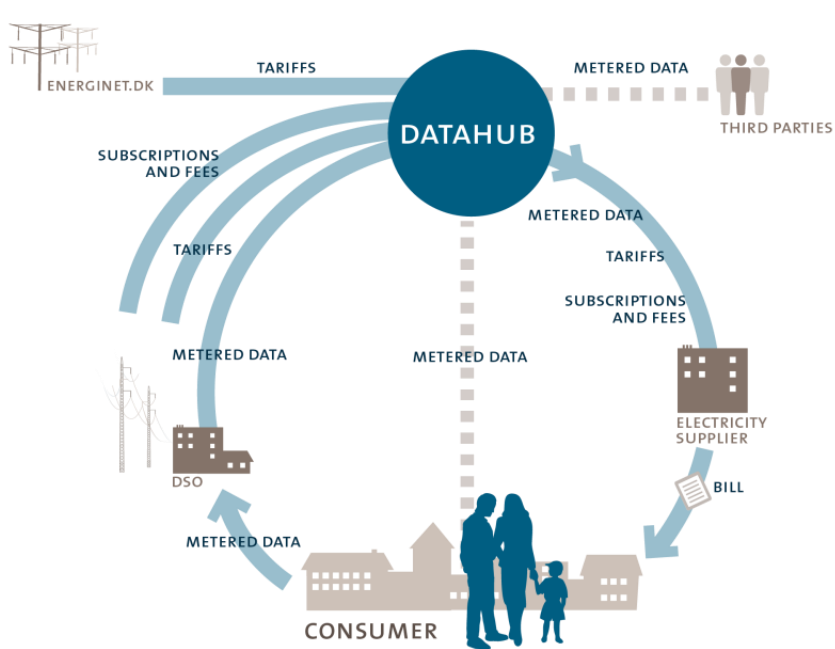 TARIFFS
METERED DATA
ENERGINET.DK
THIRD PARTIES
DATAHUB
SUBSCRIPTIONS
AND FEES
METERED DATA
TARIFFS
TARIFFS
SUBSCRIPTIONS
AND FEES
METERED DATA
METERED DATA
ELECTRICITY
SUPPLIER
DSO
BILL
METERED DATA
CONSUMER